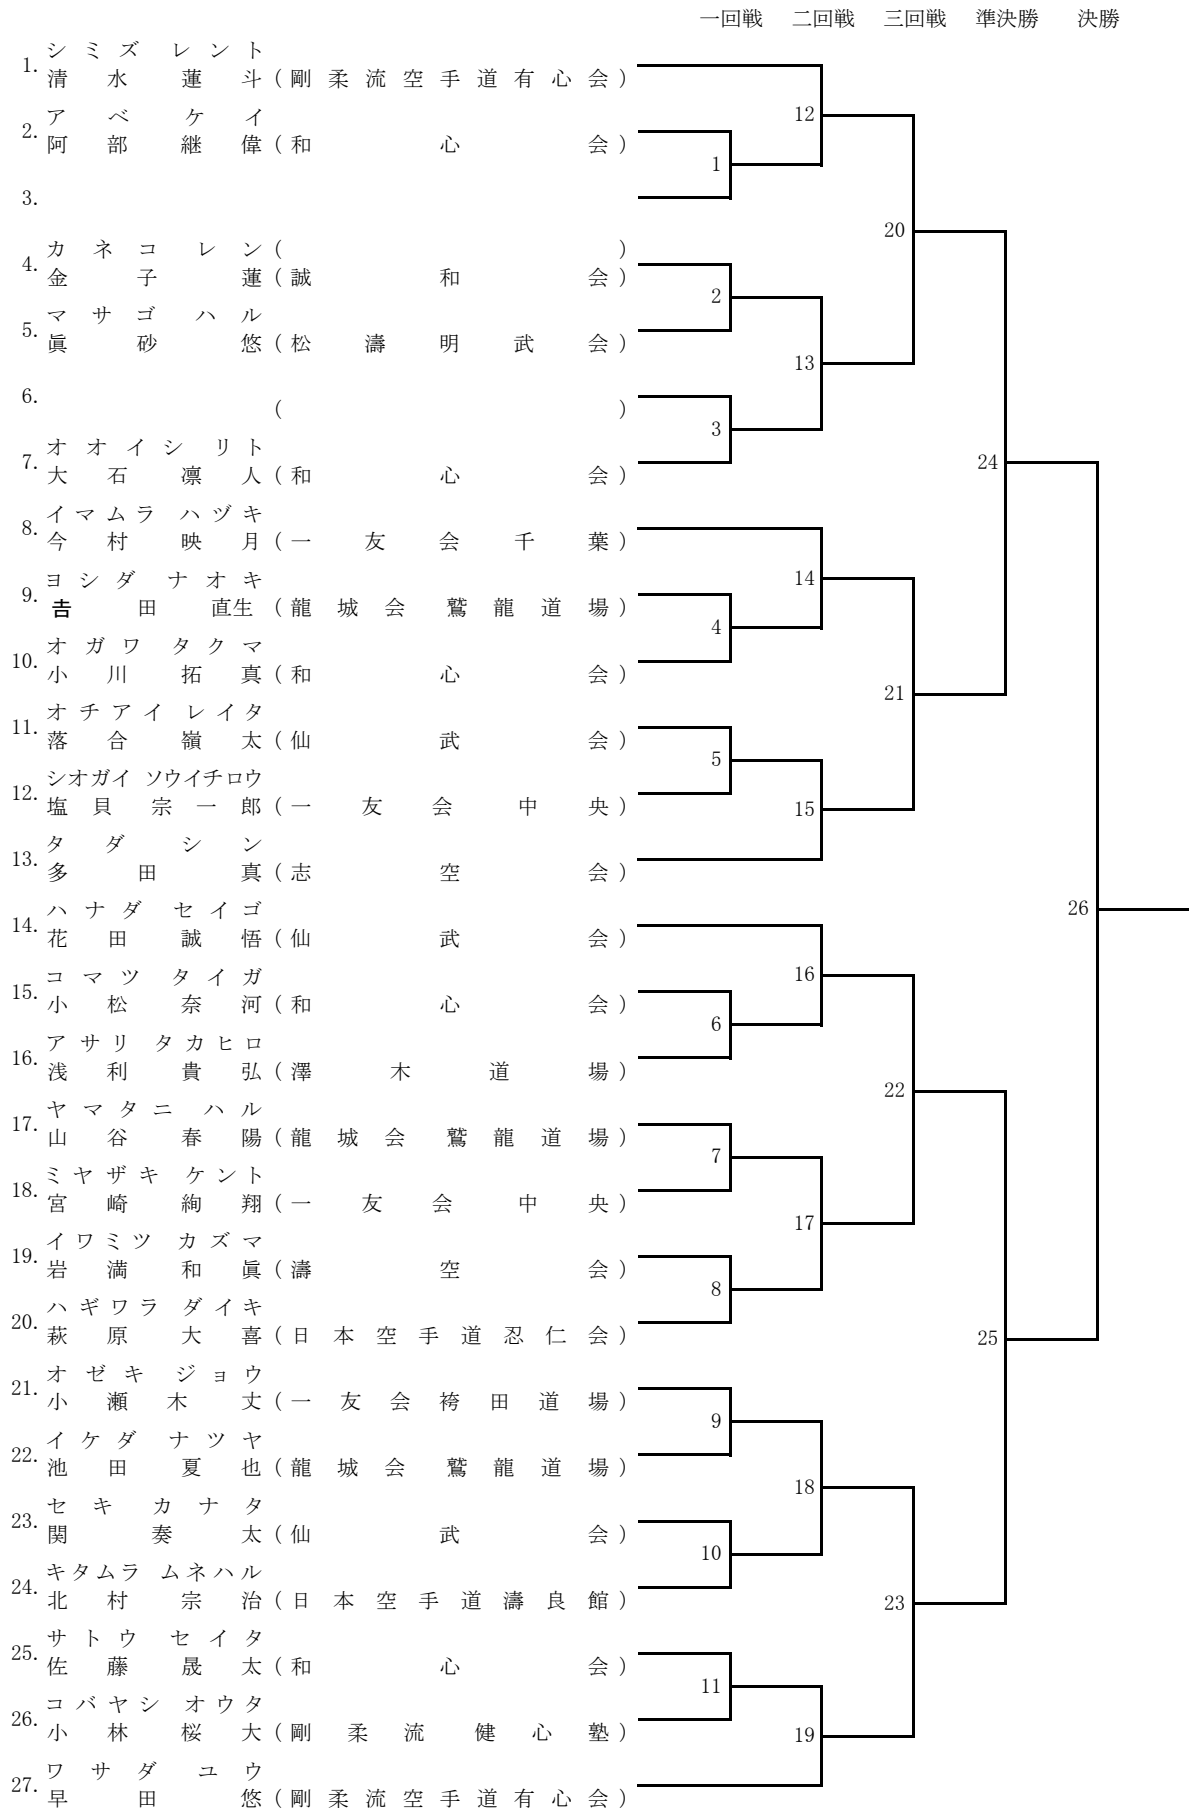 一回戦 二回戦 三回戦 準決勝 決勝
シミズ レント
1. 清水 蓮斗 (剛柔流空手道有心会)
アベ ケイ
2. 阿部 継偉 (和心会)
3.
カネコ レン ( )
4. 金子 蓮 (誠和会)
マサゴ ハル
5. 眞砂 悠 (松濤明武会)
6. ( )
オオイシ リト
7. 大石 凛人 (和心会)
イマムラ ハヅキ
8. 今村 映月 (一友会千葉)
ヨシダ ナオキ
9. 𠮷田 直生 (龍城会 鷲龍道場)
オガワ タクマ
10. 小川 拓真 (和心会)
オチアイ レイタ
11. 落合 嶺太 (仙武会)
シオガイ ソウイチロウ
12. 塩貝 宗一郎 (一友会 中央)
タダ シン
13. 多田 真 (志空会)
ハナダ セイゴ
14. 花田 誠悟 (仙武会)
コマツ タイガ
15. 小松 奈河 (和心会)
アサリ タカヒロ
16. 浅利 貴弘 (澤木道場)
ヤマタニ ハル
17. 山谷 春陽 (龍城会 鷲龍道場)
ミヤザキ ケント
18. 宮崎 絢翔 (一友会 中央)
イワミツ カズマ
19. 岩満 和眞 (濤空会)
ハギワラ ダイキ
20. 萩原 大喜 (日本空手道忍仁会)
オゼキ ジョウ
21. 小瀬木 丈 (一友会袴田道場)
イケダ ナツヤ
22. 池田 夏也 (龍城会 鷲龍道場)
セキ カナタ
23. 関 奏太 (仙武会)
キタムラ ムネハル
24. 北村 宗治 (日本空手道濤良館)
サトウ セイタ
25. 佐藤 晟太 (和心会)
コバヤシ オウタ
26. 小林 桜大 (剛柔流 健心塾)
ワサダ ユウ
27. 早田 悠 (剛柔流空手道有心会)
1
2
3
4
5
6
7
8
9
10
11
12
13
14
15
16
17
18
19
20
21
22
23
24
25
26